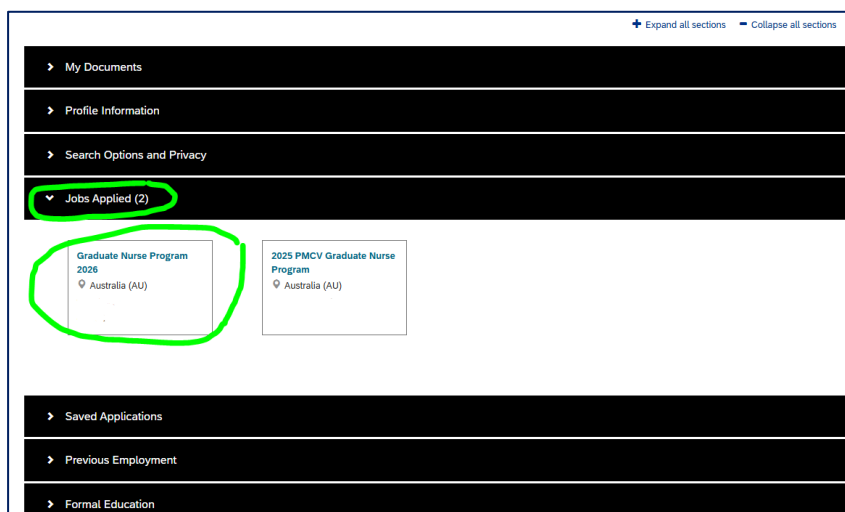 + Expand all sections - Collapse all sections
My Documents
Profile Information
Search Options and Privacy
Jobs Applied (2)
Graduate Nurse Program
2026
Australia (AU)
2025 PMCV Graduate Nurse
Program
Australia (AU)
Saved Applications
Previous Employment
Formal Education